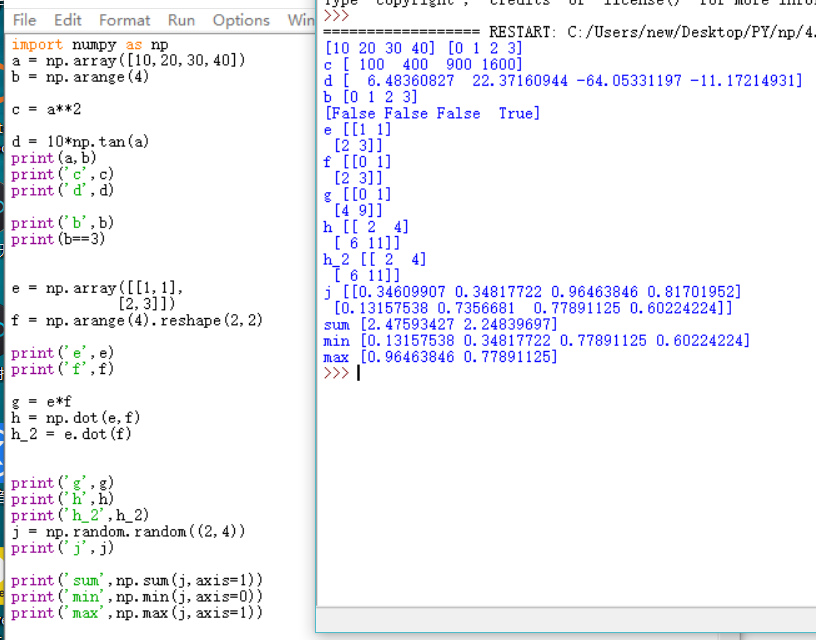 File Edit Format Run Options Win
import numpy as np
a = np.array([10,20,30,40])
b = np.arange(4)
c = a**2
d = 10*np.tan(a)
print(a,b)
print('c',c)
print('d',d)
print('b',b)
print(b==3)
e = np.array([[1,1],
[2,3]])
f = np.arange(4).reshape(2,2)
print('e',e)
print('f',f)
g = e*f
h = np.dot(e,f)
h_2 = e.dot(f)
print('g',g)
print('h',h)
print('h_2',h_2)
j = np.random.random((2,4))
print('j',j)
print('sum',np.sum(j,axis=1))
print('min',np.min(j,axis=0))
print('max',np.max(j,axis=1))
>>>
================== RESTART: C:/Users/new/Desktop/PY/np/4.
[10 20 30 40] [0 1 2 3]
c [ 100  400  900 1600]
d [  6.48360827  22.37160944 -64.05331197 -11.17214931]
b [0 1 2 3]
[False False False  True]
e [[1 1]
[2 3]]
f [[0 1]
[2 3]]
g [[0 1]
[4 9]]
h [[ 2  4]
[ 6 11]]
h_2 [[ 2  4]
[ 6 11]]
j [[0.34609907 0.34817722 0.96463846 0.81701952]
[0.13157538 0.7356681  0.77891125 0.60224224]]
sum [2.47593427 2.24839697]
min [0.13157538 0.34817722 0.77891125 0.60224224]
max [0.96463846 0.77891125]
>>>